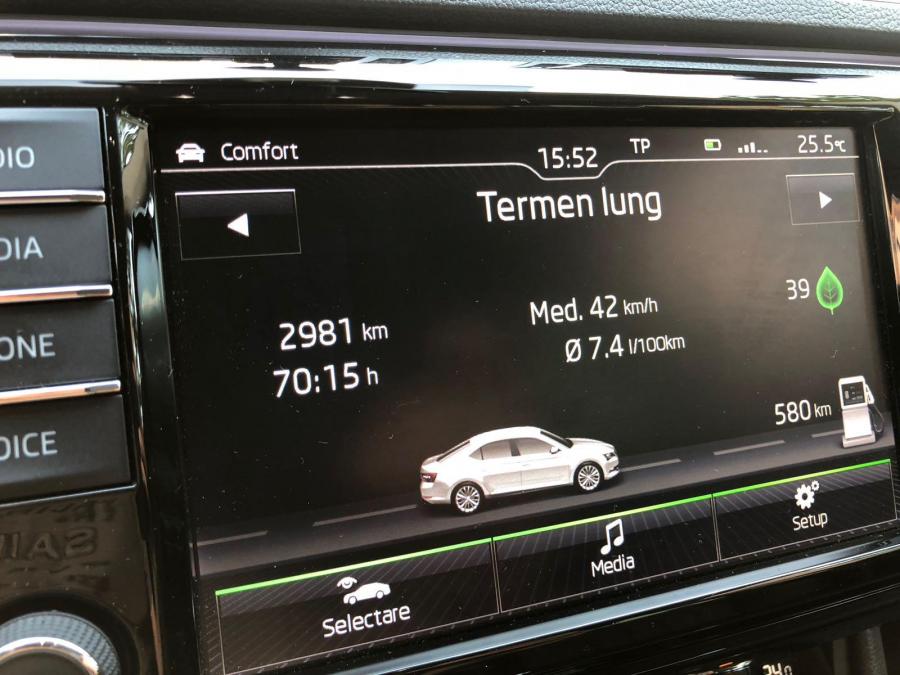 Comfort
15:52
TP
25.5°C
Termen lung
39
2981 km
70:15 h
Med. 42 km/h
Ø 7.4 l/100km
580 km
Selectare
Media
Setup
DIO
DIA
ONE
OICE